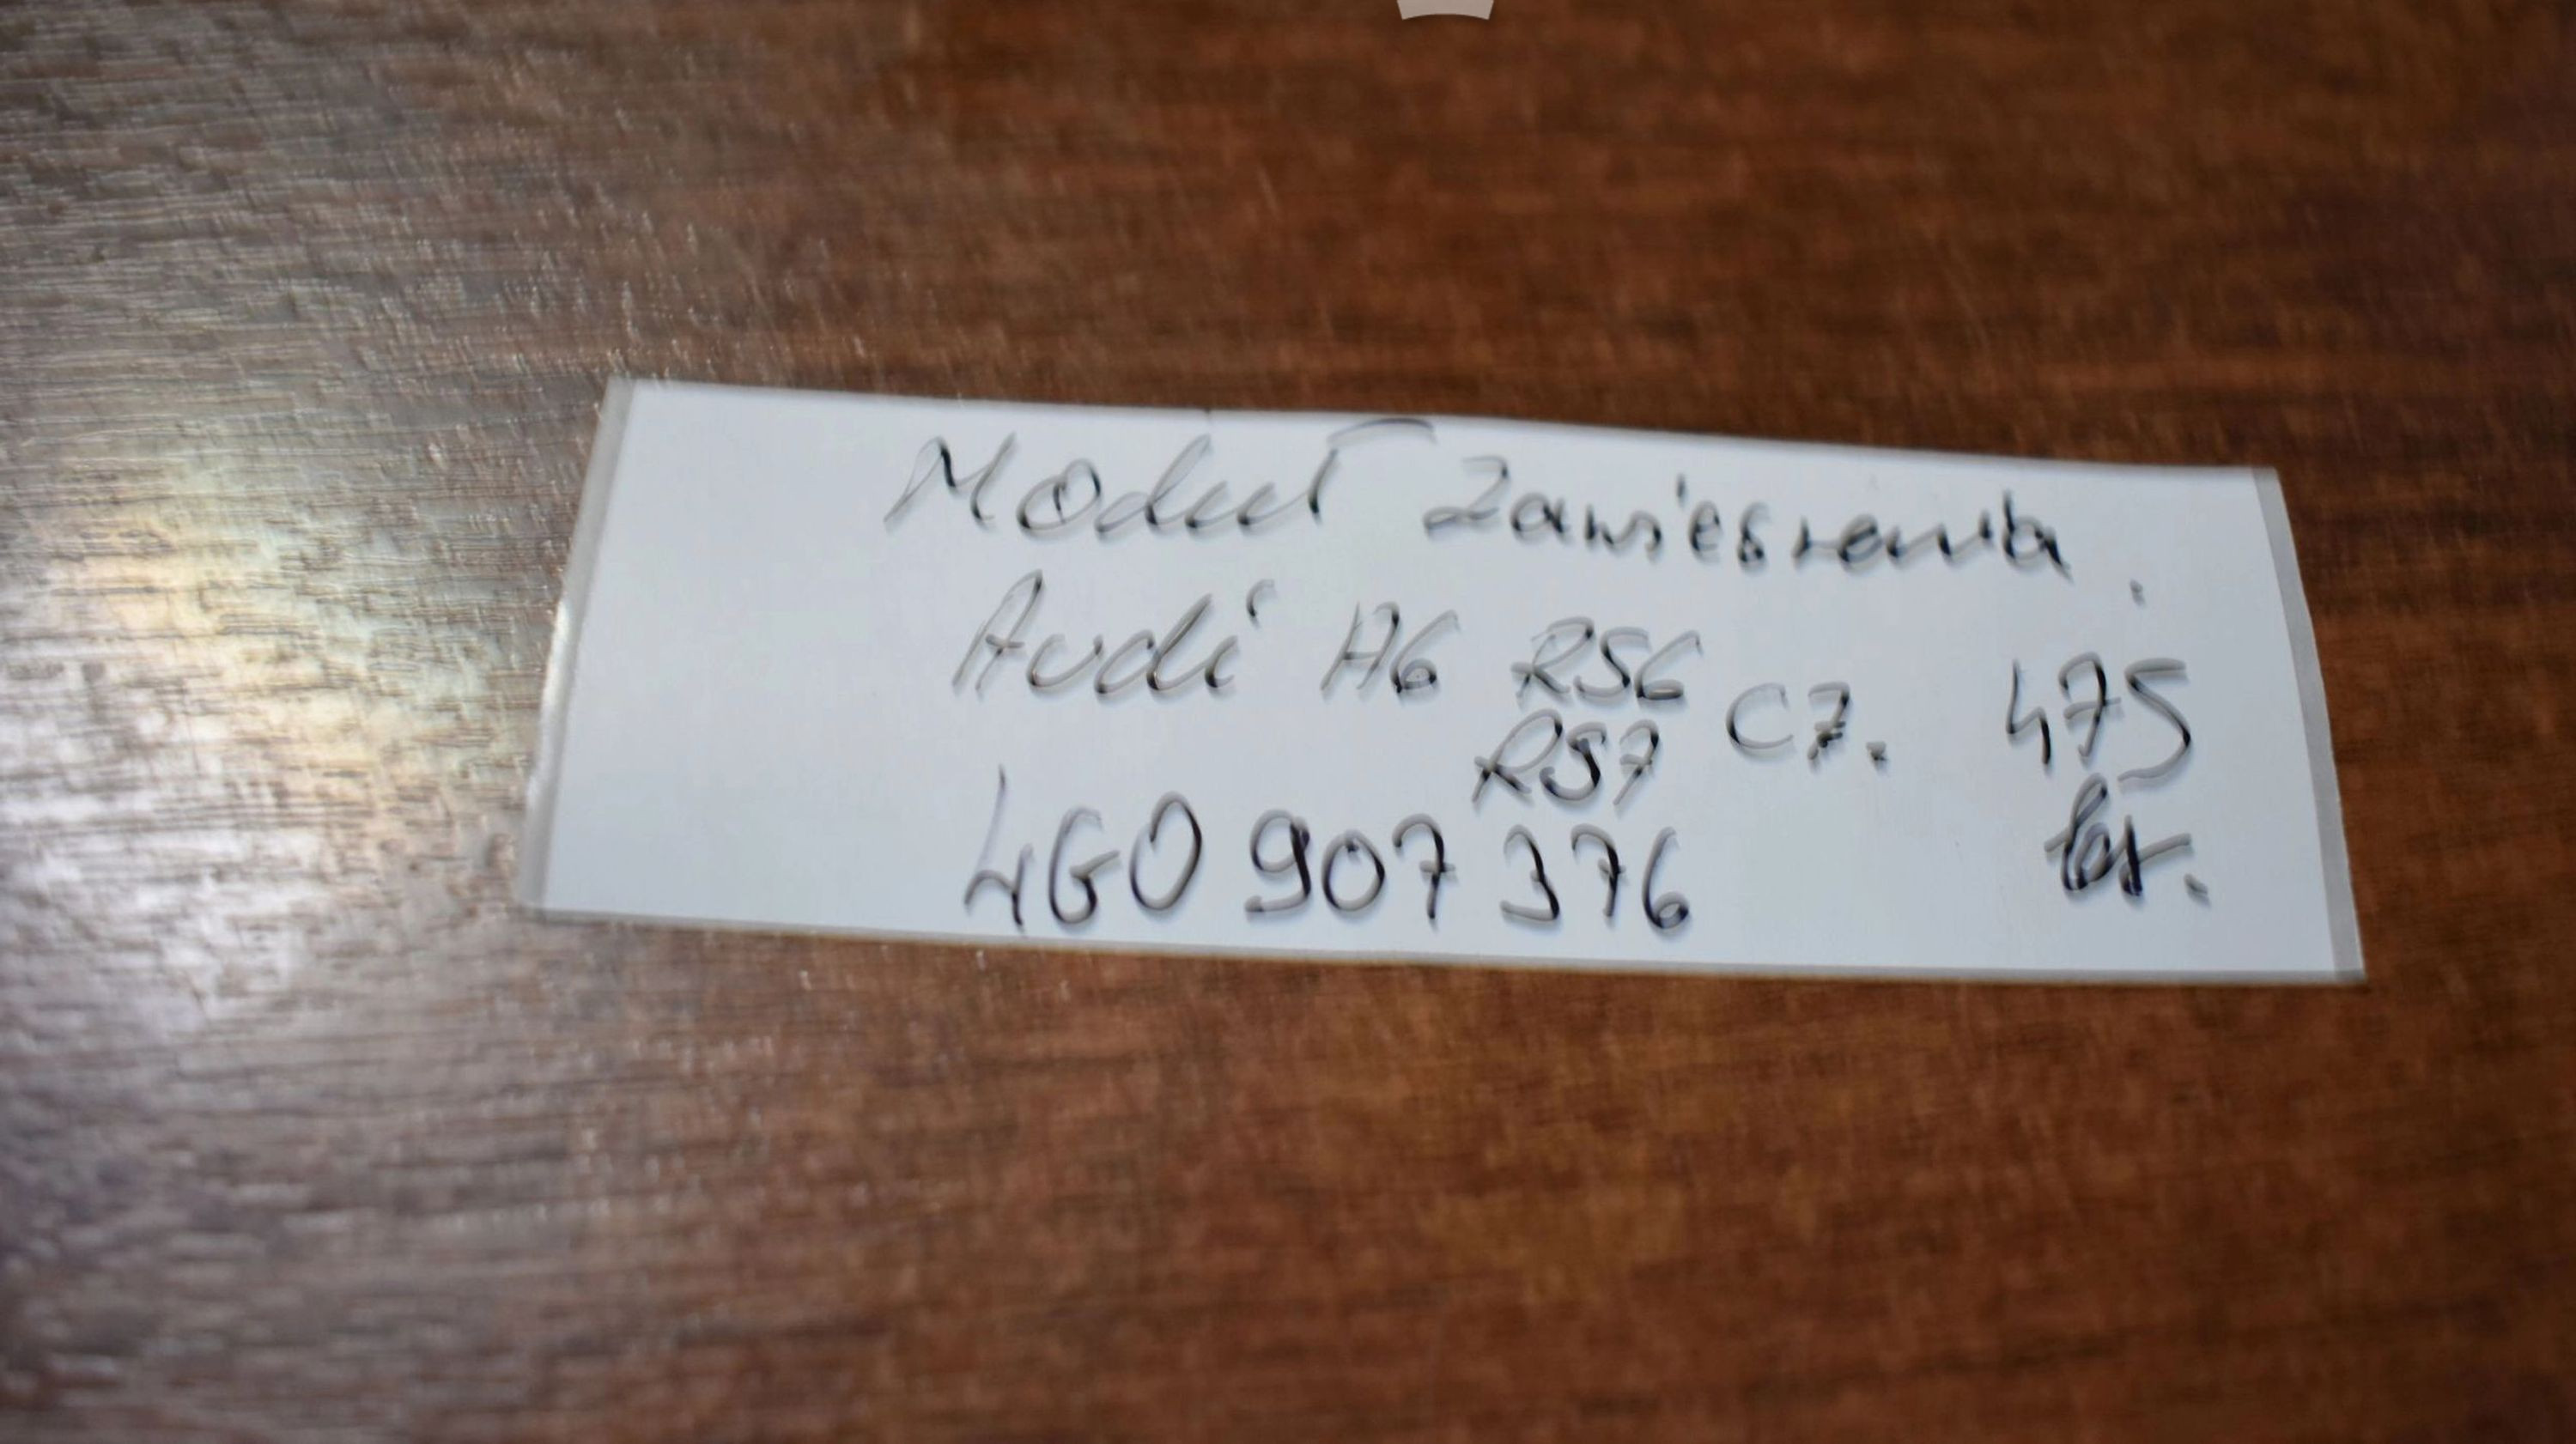 Moduł Zawieszenia
Audi A6 RS6
RS7 C7. 475
4G0 907 376